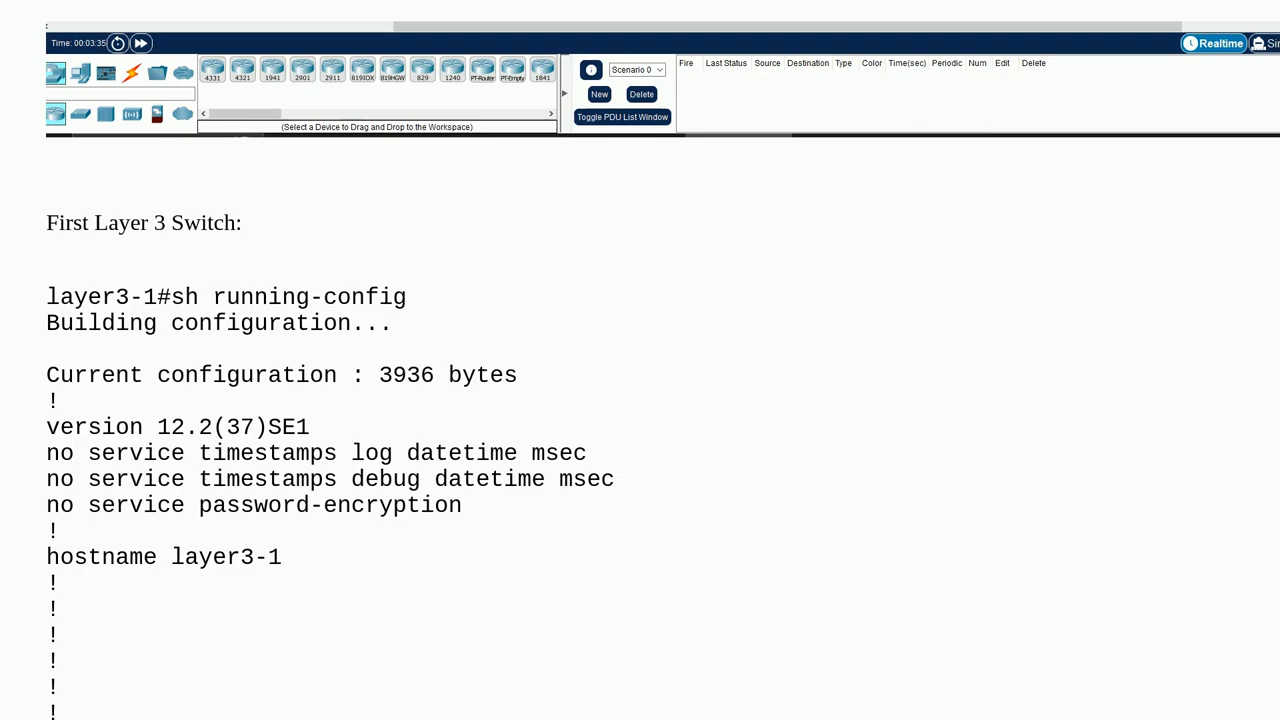 Time: 00:03:35
Realtime
4331 4321 1941 2901 2911 819IOX 819HGW 829 1240 PT-Router PT-Empty 1841
(Select a Device to Drag and Drop to the Workspace)
Scenario 0
New Delete
Toggle PDU List Window
Fire Last Status Source Destination Type Color Time(sec) Periodic Num Edit Delete
First Layer 3 Switch:
layer3-1#sh running-config
Building configuration...
Current configuration : 3936 bytes
!
version 12.2(37)SE1
no service timestamps log datetime msec
no service timestamps debug datetime msec
no service password-encryption
!
hostname layer3-1
!
!
!
!
!
!